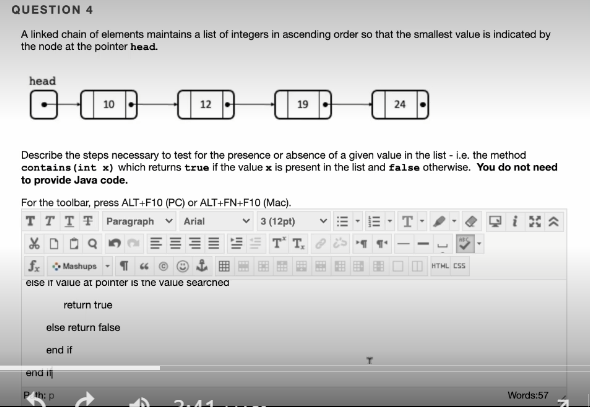 QUESTION 4
A linked chain of elements maintains a list of integers in ascending order so that the smallest value is indicated by
the node at the pointer head.
head
10 12 19 24
Describe the steps necessary to test for the presence or absence of a given value in the list - i.e. the method
contains(int x) which returns true if the value x is present in the list and false otherwise. You do not need
to provide Java code.
For the toolbar, press ALT+F10 (PC) or ALT+FN+F10 (Mac).
T T T T Paragraph Arial 3 (12pt) T
T
Mashups HTML CSS
else if value at pointer is the value searched
return true
else return false
end if
end if
Path: p Words:57
2:41